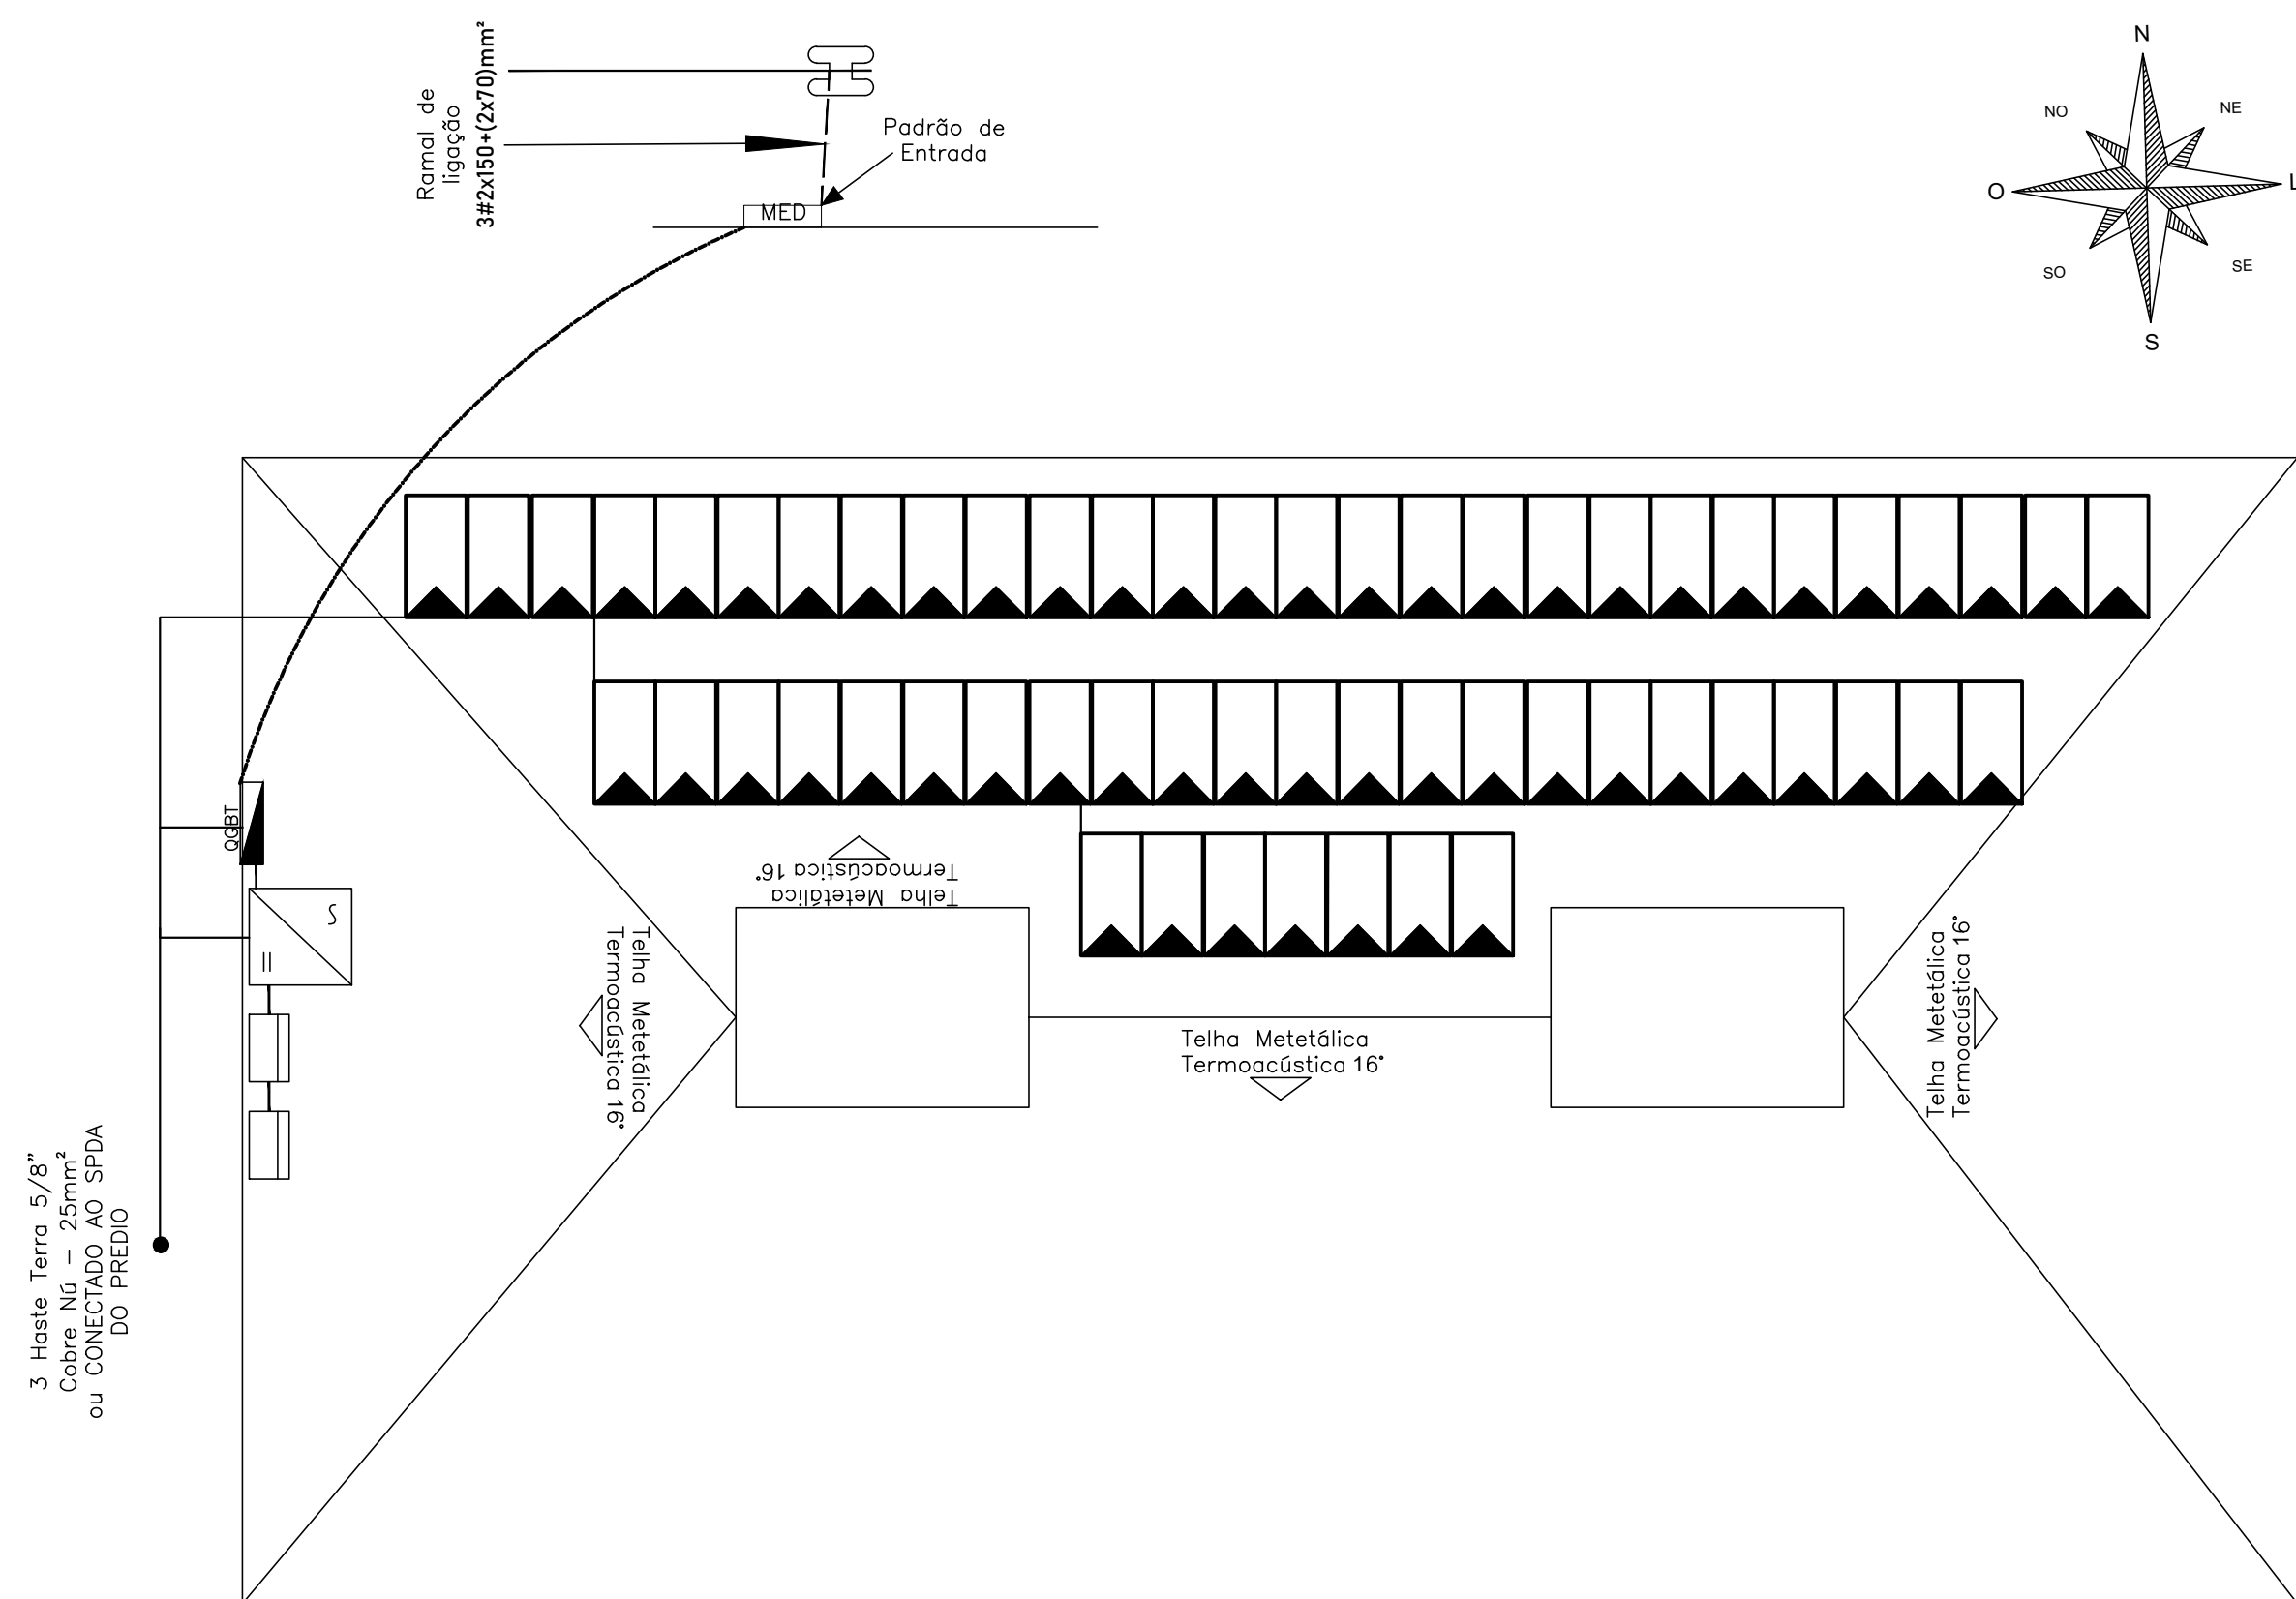 Ramal de
ligação
3#2x150+(2x70)mm²
Padrão de
Entrada
MED
N
NO
NE
O
L
SO
SE
S
QGBT
Telha Metetálica
Termoacústica 16°
Telha Metetálica
Termoacústica 16°
Telha Metetálica
Termoacústica 16°
Telha Metetálica
Termoacústica 16°
3 Haste Terra 5/8”
Cobre Nú - 25mm²
ou CONECTADO AO SPDA
DO PREDIO